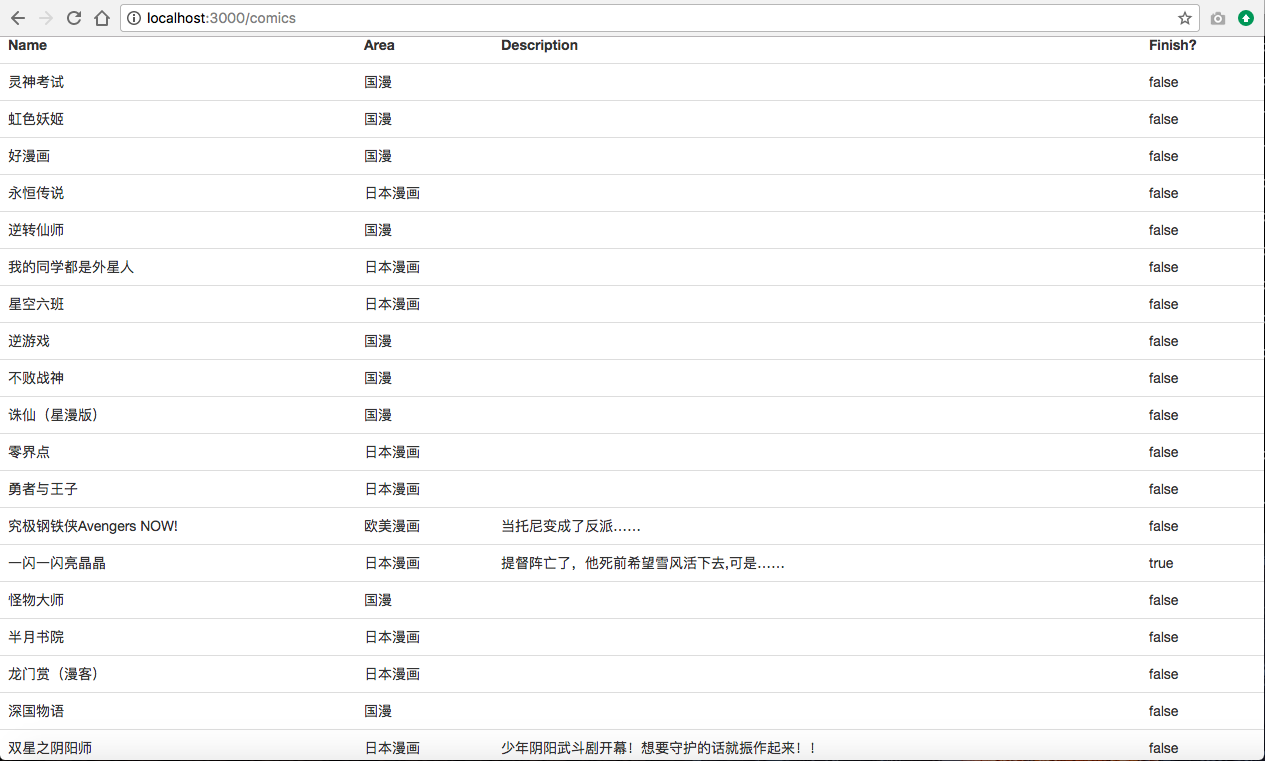 localhost:3000/comics
Name Area Description Finish?
灵神考试 国漫 false
虹色妖姬 国漫 false
好漫画 国漫 false
永恒传说 日本漫画 false
逆转仙师 国漫 false
我的同学都是外星人 日本漫画 false
星空六班 日本漫画 false
逆游戏 国漫 false
不败战神 国漫 false
诛仙（星漫版） 国漫 false
零界点 日本漫画 false
勇者与王子 日本漫画 false
究极钢铁侠Avengers NOW! 欧美漫画 当托尼变成了反派…… false
一闪一闪亮晶晶 日本漫画 提督阵亡了，他死前希望雪风活下去,可是…… true
怪物大师 国漫 false
半月书院 日本漫画 false
龙门赏（漫客） 日本漫画 false
深国物语 国漫 false
双星之阴阳师 日本漫画 少年阴阳武斗剧开幕！想要守护的话就振作起来！！ false